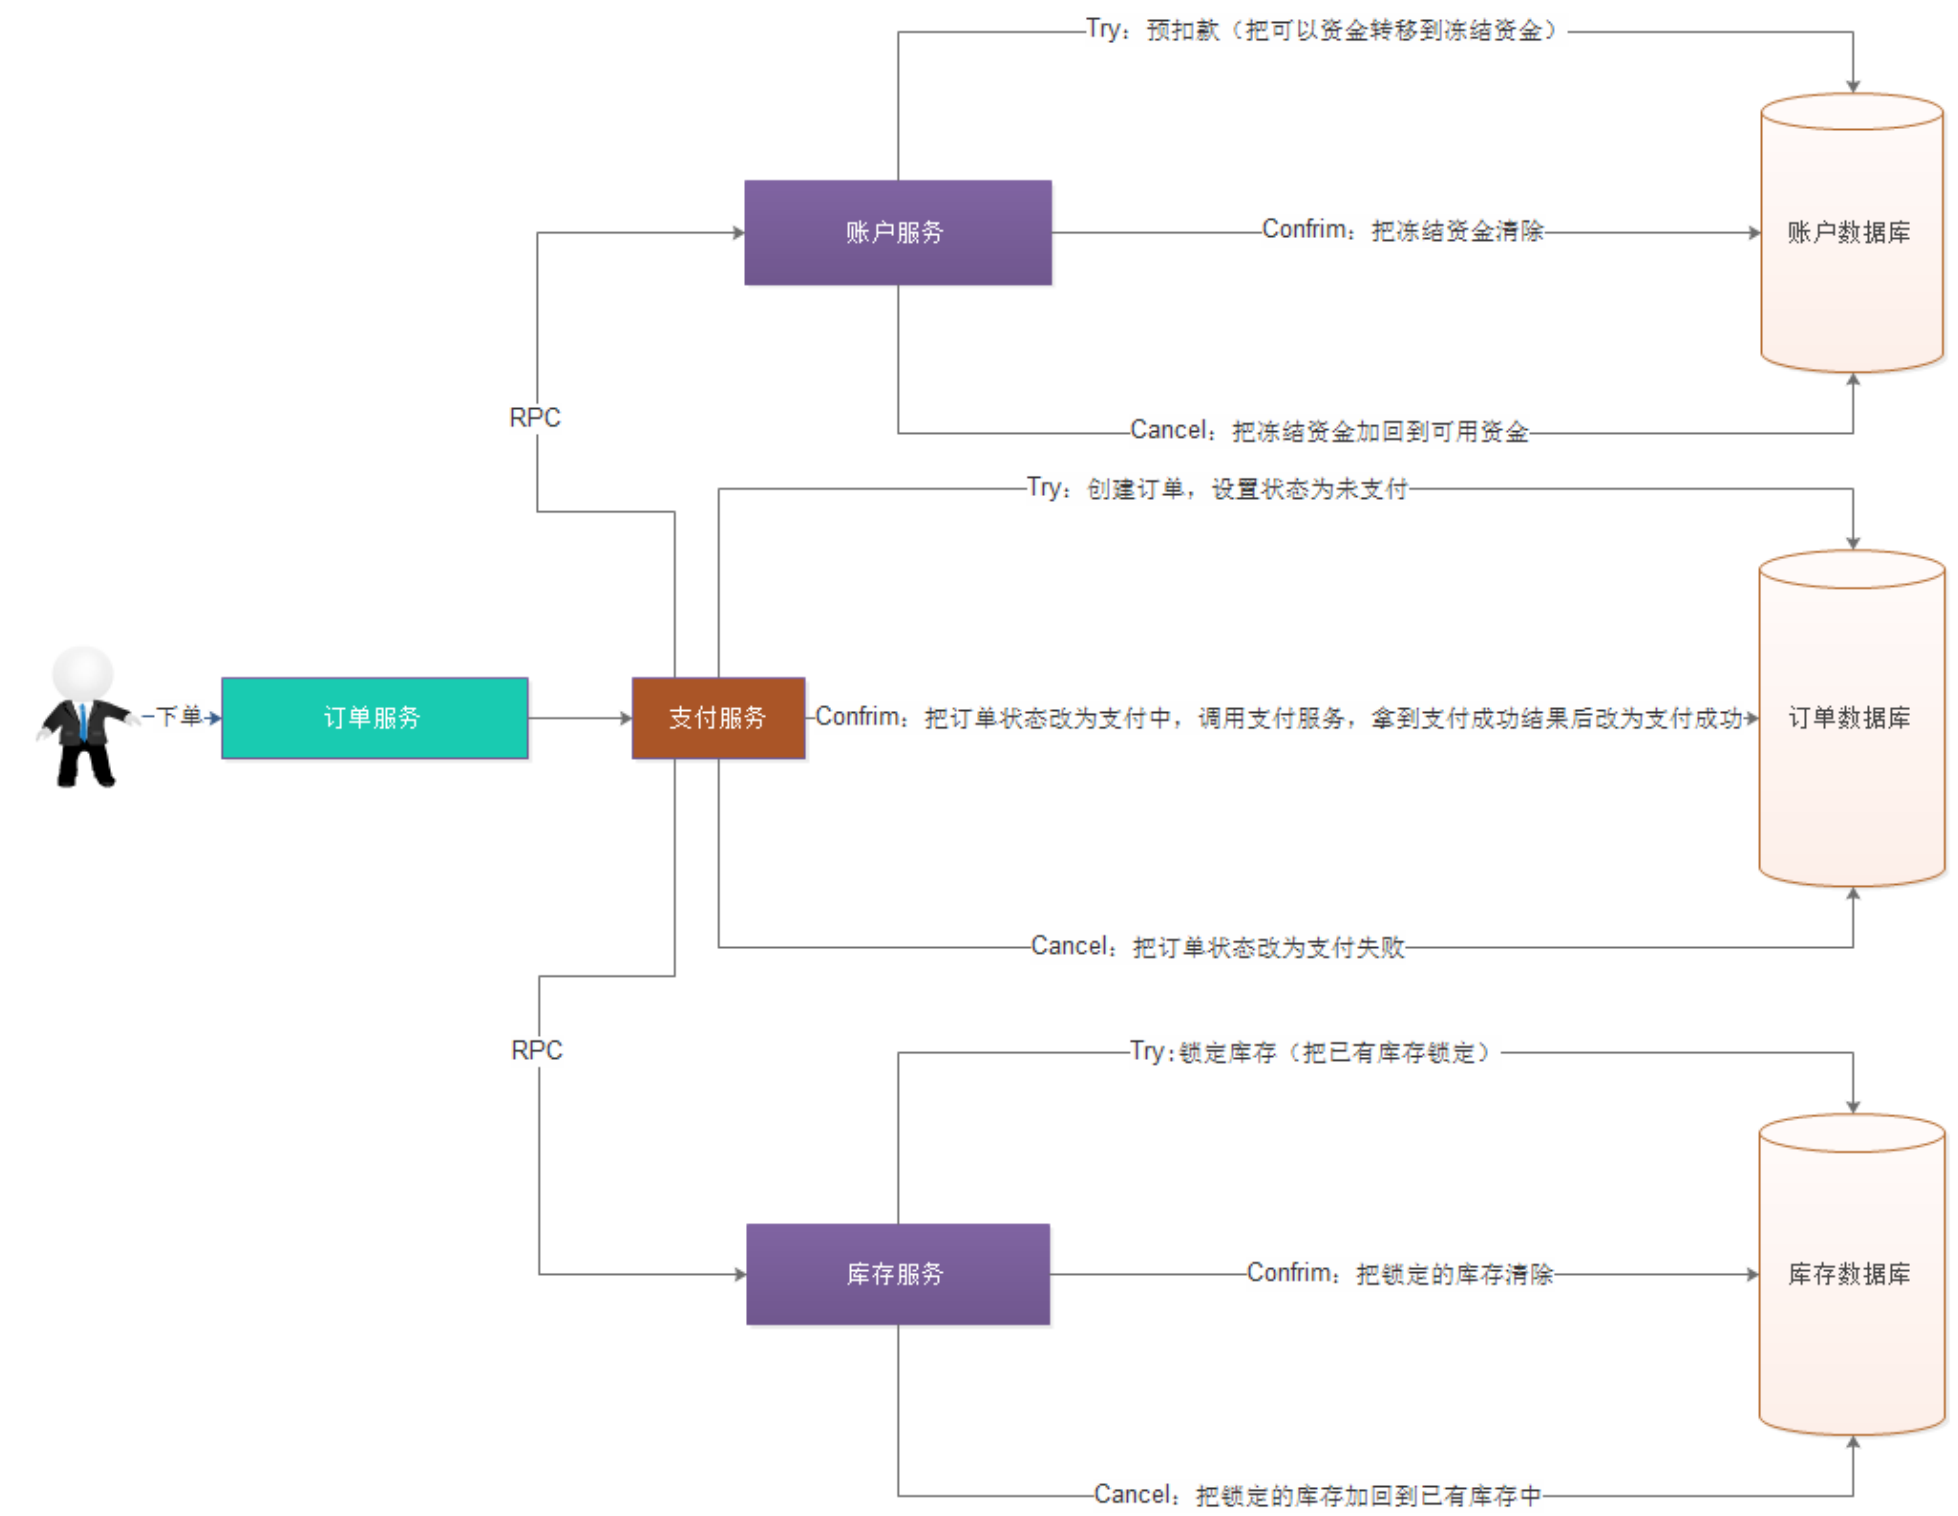 Try：预扣款（把可以资金转移到冻结资金）
账户服务
Confrim：把冻结资金清除
账户数据库
RPC
Cancel：把冻结资金加回到可用资金
Try：创建订单，设置状态为未支付
下单
订单服务
支付服务
Confrim：把订单状态改为支付中，调用支付服务，拿到支付成功结果后改为支付成功
订单数据库
Cancel：把订单状态改为支付失败
RPC
Try:锁定库存（把已有库存锁定）
库存服务
Confrim：把锁定的库存清除
库存数据库
Cancel：把锁定的库存加回到已有库存中